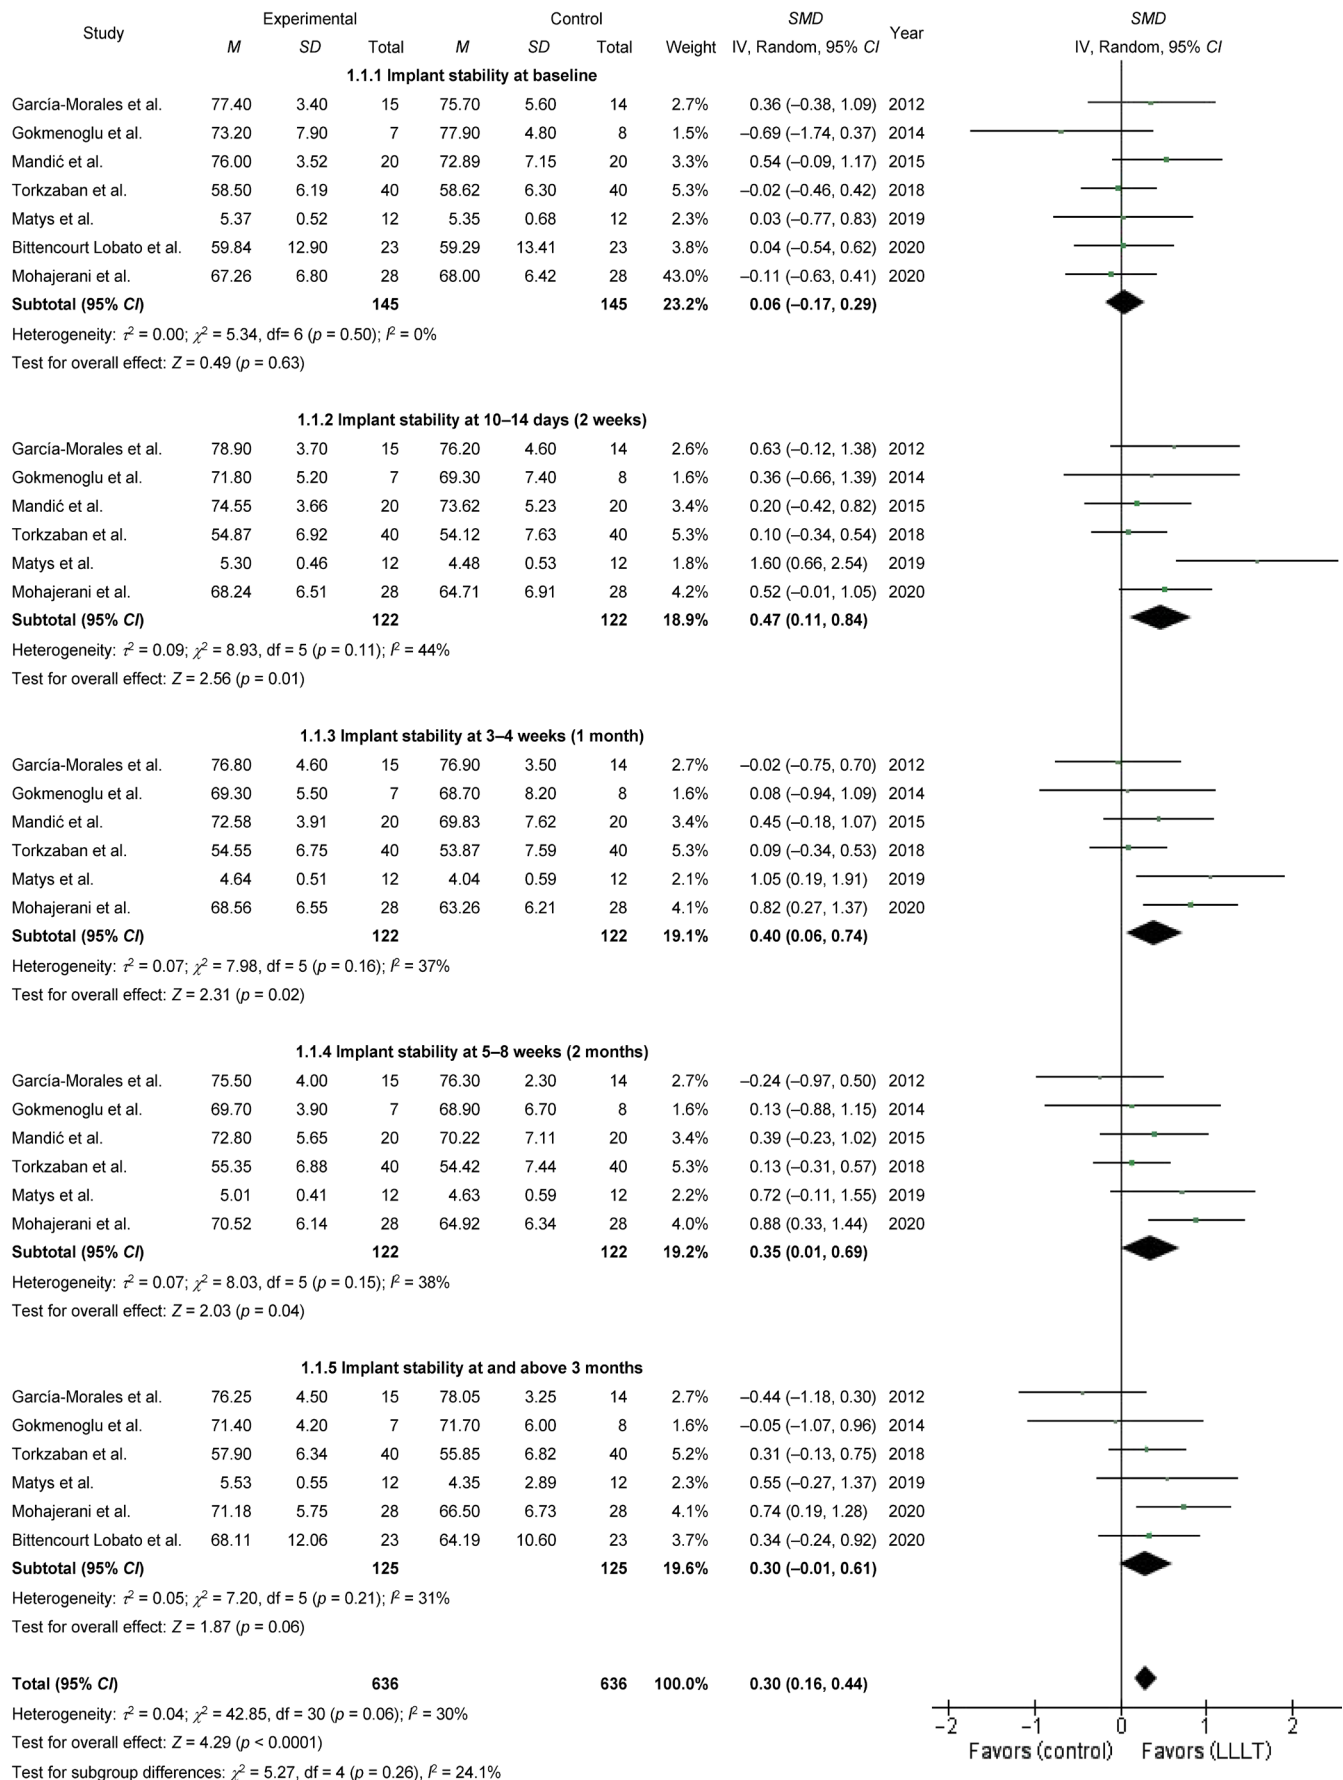 Study Experimental Control Weight SMD Year SMD
M SD Total M SD Total IV, Random, 95% CI IV, Random, 95% CI
1.1.1 Implant stability at baseline
García-Morales et al. 77.40 3.40 15 75.70 5.60 14 2.7% 0.36 (–0.38, 1.09) 2012
Gokmenoglu et al. 73.20 7.90 7 77.90 4.80 8 1.5% –0.69 (–1.74, 0.37) 2014
Mandić et al. 76.00 3.52 20 72.89 7.15 20 3.3% 0.54 (–0.09, 1.17) 2015
Torkzaban et al. 58.50 6.19 40 58.62 6.30 40 5.3% –0.02 (–0.46, 0.42) 2018
Matys et al. 5.37 0.52 12 5.35 0.68 12 2.3% 0.03 (–0.77, 0.83) 2019
Bittencourt Lobato et al. 59.84 12.90 23 59.29 13.41 23 3.8% 0.04 (–0.54, 0.62) 2020
Mohajerani et al. 67.26 6.80 28 68.00 6.42 28 43.0% –0.11 (–0.63, 0.41) 2020
Subtotal (95% CI) 145 145 23.2% 0.06 (–0.17, 0.29)
Heterogeneity: τ² = 0.00; χ² = 5.34, df= 6 (p = 0.50); I² = 0%
Test for overall effect: Z = 0.49 (p = 0.63)
1.1.2 Implant stability at 10–14 days (2 weeks)
García-Morales et al. 78.90 3.70 15 76.20 4.60 14 2.6% 0.63 (–0.12, 1.38) 2012
Gokmenoglu et al. 71.80 5.20 7 69.30 7.40 8 1.6% 0.36 (–0.66, 1.39) 2014
Mandić et al. 74.55 3.66 20 73.62 5.23 20 3.4% 0.20 (–0.42, 0.82) 2015
Torkzaban et al. 54.87 6.92 40 54.12 7.63 40 5.3% 0.10 (–0.34, 0.54) 2018
Matys et al. 5.30 0.46 12 4.48 0.53 12 1.8% 1.60 (0.66, 2.54) 2019
Mohajerani et al. 68.24 6.51 28 64.71 6.91 28 4.2% 0.52 (–0.01, 1.05) 2020
Subtotal (95% CI) 122 122 18.9% 0.47 (0.11, 0.84)
Heterogeneity: τ² = 0.09; χ² = 8.93, df = 5 (p = 0.11); I² = 44%
Test for overall effect: Z = 2.56 (p = 0.01)
1.1.3 Implant stability at 3–4 weeks (1 month)
García-Morales et al. 76.80 4.60 15 76.90 3.50 14 2.7% –0.02 (–0.75, 0.70) 2012
Gokmenoglu et al. 69.30 5.50 7 68.70 8.20 8 1.6% 0.08 (–0.94, 1.09) 2014
Mandić et al. 72.58 3.91 20 69.83 7.62 20 3.4% 0.45 (–0.18, 1.07) 2015
Torkzaban et al. 54.55 6.75 40 53.87 7.59 40 5.3% 0.09 (–0.34, 0.53) 2018
Matys et al. 4.64 0.51 12 4.04 0.59 12 2.1% 1.05 (0.19, 1.91) 2019
Mohajerani et al. 68.56 6.55 28 63.26 6.21 28 4.1% 0.82 (0.27, 1.37) 2020
Subtotal (95% CI) 122 122 19.1% 0.40 (0.06, 0.74)
Heterogeneity: τ² = 0.07; χ² = 7.98, df = 5 (p = 0.16); I² = 37%
Test for overall effect: Z = 2.31 (p = 0.02)
1.1.4 Implant stability at 5–8 weeks (2 months)
García-Morales et al. 75.50 4.00 15 76.30 2.30 14 2.7% –0.24 (–0.97, 0.50) 2012
Gokmenoglu et al. 69.70 3.90 7 68.90 6.70 8 1.6% 0.13 (–0.88, 1.15) 2014
Mandić et al. 72.80 5.65 20 70.22 7.11 20 3.4% 0.39 (–0.23, 1.02) 2015
Torkzaban et al. 55.35 6.88 40 54.42 7.44 40 5.3% 0.13 (–0.31, 0.57) 2018
Matys et al. 5.01 0.41 12 4.63 0.59 12 2.2% 0.72 (–0.11, 1.55) 2019
Mohajerani et al. 70.52 6.14 28 64.92 6.34 28 4.0% 0.88 (0.33, 1.44) 2020
Subtotal (95% CI) 122 122 19.2% 0.35 (0.01, 0.69)
Heterogeneity: τ² = 0.07; χ² = 8.03, df = 5 (p = 0.15); I² = 38%
Test for overall effect: Z = 2.03 (p = 0.04)
1.1.5 Implant stability at and above 3 months
García-Morales et al. 76.25 4.50 15 78.05 3.25 14 2.7% –0.44 (–1.18, 0.30) 2012
Gokmenoglu et al. 71.40 4.20 7 71.70 6.00 8 1.6% –0.05 (–1.07, 0.96) 2014
Torkzaban et al. 57.90 6.34 40 55.85 6.82 40 5.2% 0.31 (–0.13, 0.75) 2018
Matys et al. 5.53 0.55 12 4.35 2.89 12 2.3% 0.55 (–0.27, 1.37) 2019
Mohajerani et al. 71.18 5.75 28 66.50 6.73 28 4.1% 0.74 (0.19, 1.28) 2020
Bittencourt Lobato et al. 68.11 12.06 23 64.19 10.60 23 3.7% 0.34 (–0.24, 0.92) 2020
Subtotal (95% CI) 125 125 19.6% 0.30 (–0.01, 0.61)
Heterogeneity: τ² = 0.05; χ² = 7.20, df = 5 (p = 0.21); I² = 31%
Test for overall effect: Z = 1.87 (p = 0.06)
Total (95% CI) 636 636 100.0% 0.30 (0.16, 0.44)
Heterogeneity: τ² = 0.04; χ² = 42.85, df = 30 (p = 0.06); I² = 30%
Test for overall effect: Z = 4.29 (p < 0.0001)
Test for subgroup differences: χ² = 5.27, df = 4 (p = 0.26), I² = 24.1%
–2 –1 0 1 2
Favors (control) Favors (LLLT)